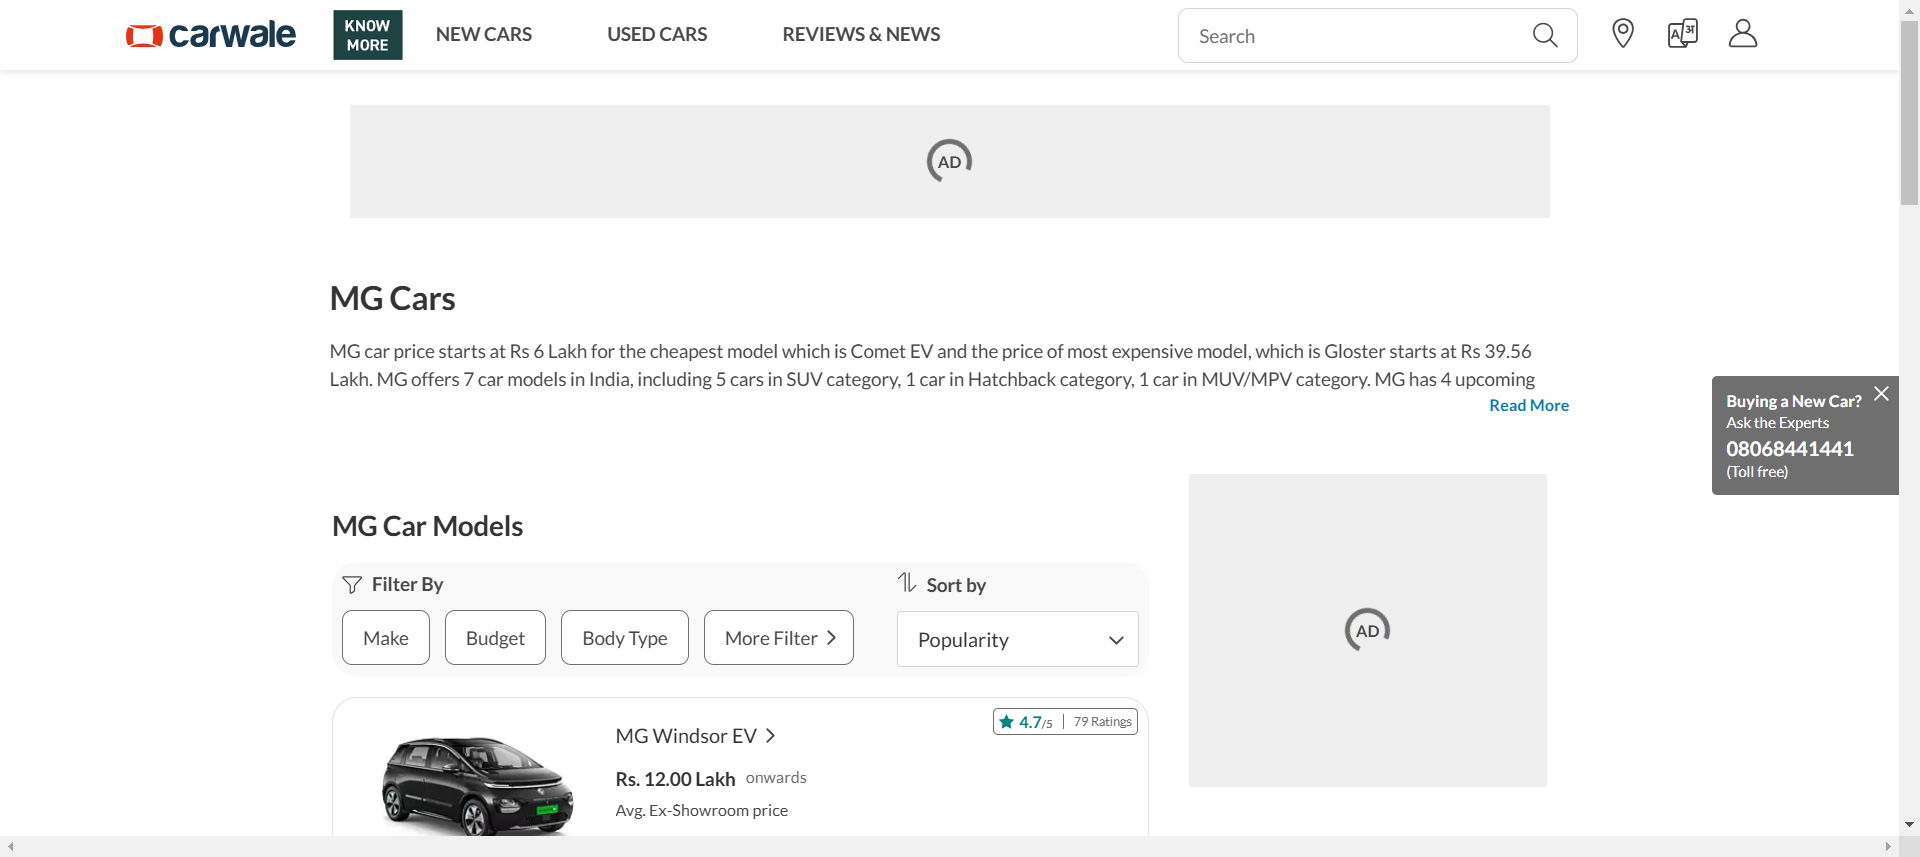 carwale
KNOW
MORE
NEW CARS
USED CARS
REVIEWS & NEWS
Search
A अ
AD
MG Cars
MG car price starts at Rs 6 Lakh for the cheapest model which is Comet EV and the price of most expensive model, which is Gloster starts at Rs 39.56
Lakh. MG offers 7 car models in India, including 5 cars in SUV category, 1 car in Hatchback category, 1 car in MUV/MPV category. MG has 4 upcoming
Read More
Buying a New Car?
Ask the Experts
08068441441
(Toll free)
MG Car Models
Filter By
Sort by
Make
Budget
Body Type
More Filter
Popularity
AD
4.7/5 | 79 Ratings
MG Windsor EV
Rs. 12.00 Lakh onwards
Avg. Ex-Showroom price